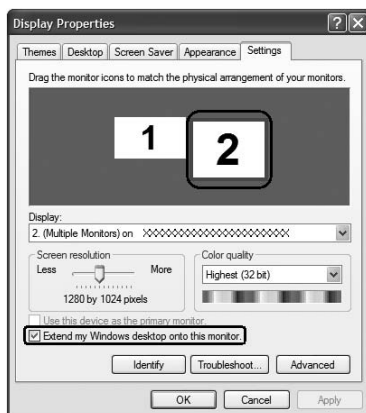 Display Properties
Themes Desktop Screen Saver Appearance Settings
Drag the monitor icons to match the physical arrangement of your monitors.
1 2
Display:
2. (Multiple Monitors) on XXXXXXXXXXXXXXXXXXXXXXX
Screen resolution Color quality
Less More Highest (32 bit)
1280 by 1024 pixels
Use this device as the primary monitor.
Extend my Windows desktop onto this monitor.
Identify Troubleshoot... Advanced
OK Cancel Apply